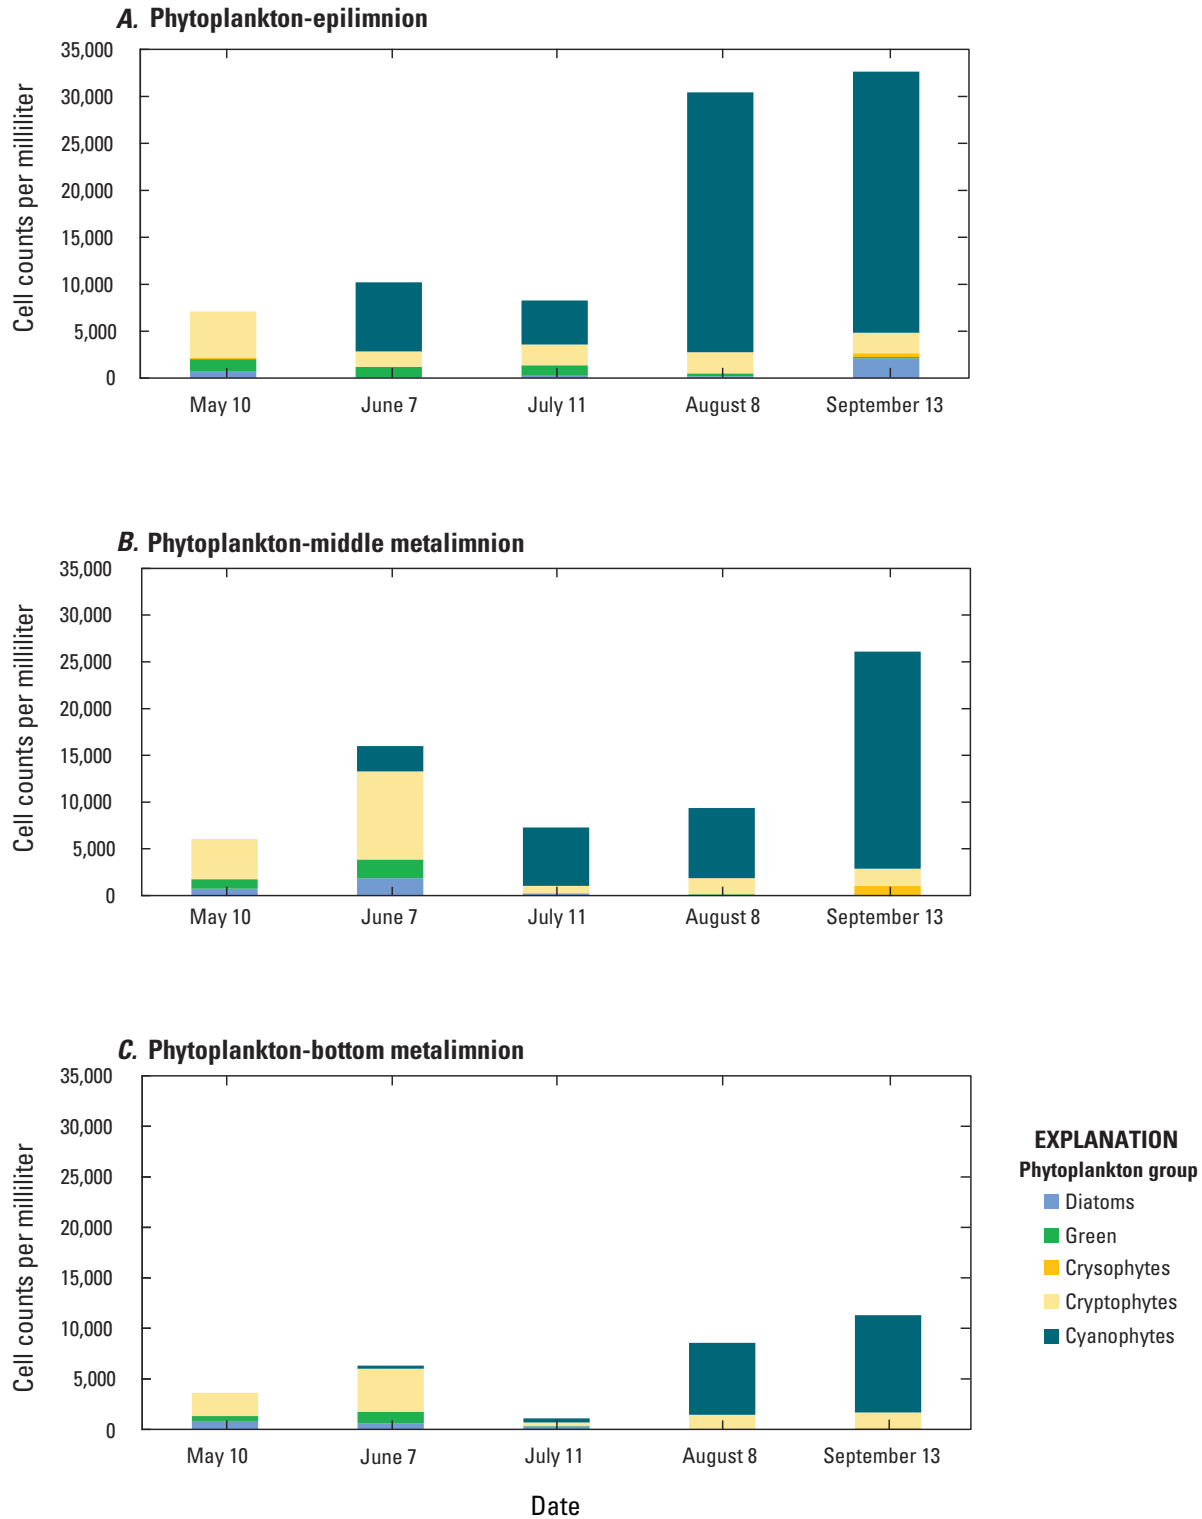 A. Phytoplankton-epilimnion
Cell counts per milliliter
35,000
30,000
25,000
20,000
15,000
10,000
5,000
0
May 10
June 7
July 11
August 8
September 13
B. Phytoplankton-middle metalimnion
Cell counts per milliliter
35,000
30,000
25,000
20,000
15,000
10,000
5,000
0
May 10
June 7
July 11
August 8
September 13
C. Phytoplankton-bottom metalimnion
Cell counts per milliliter
35,000
30,000
25,000
20,000
15,000
10,000
5,000
0
May 10
June 7
July 11
August 8
September 13
Date
EXPLANATION
Phytoplankton group
Diatoms
Green
Crysophytes
Cryptophytes
Cyanophytes